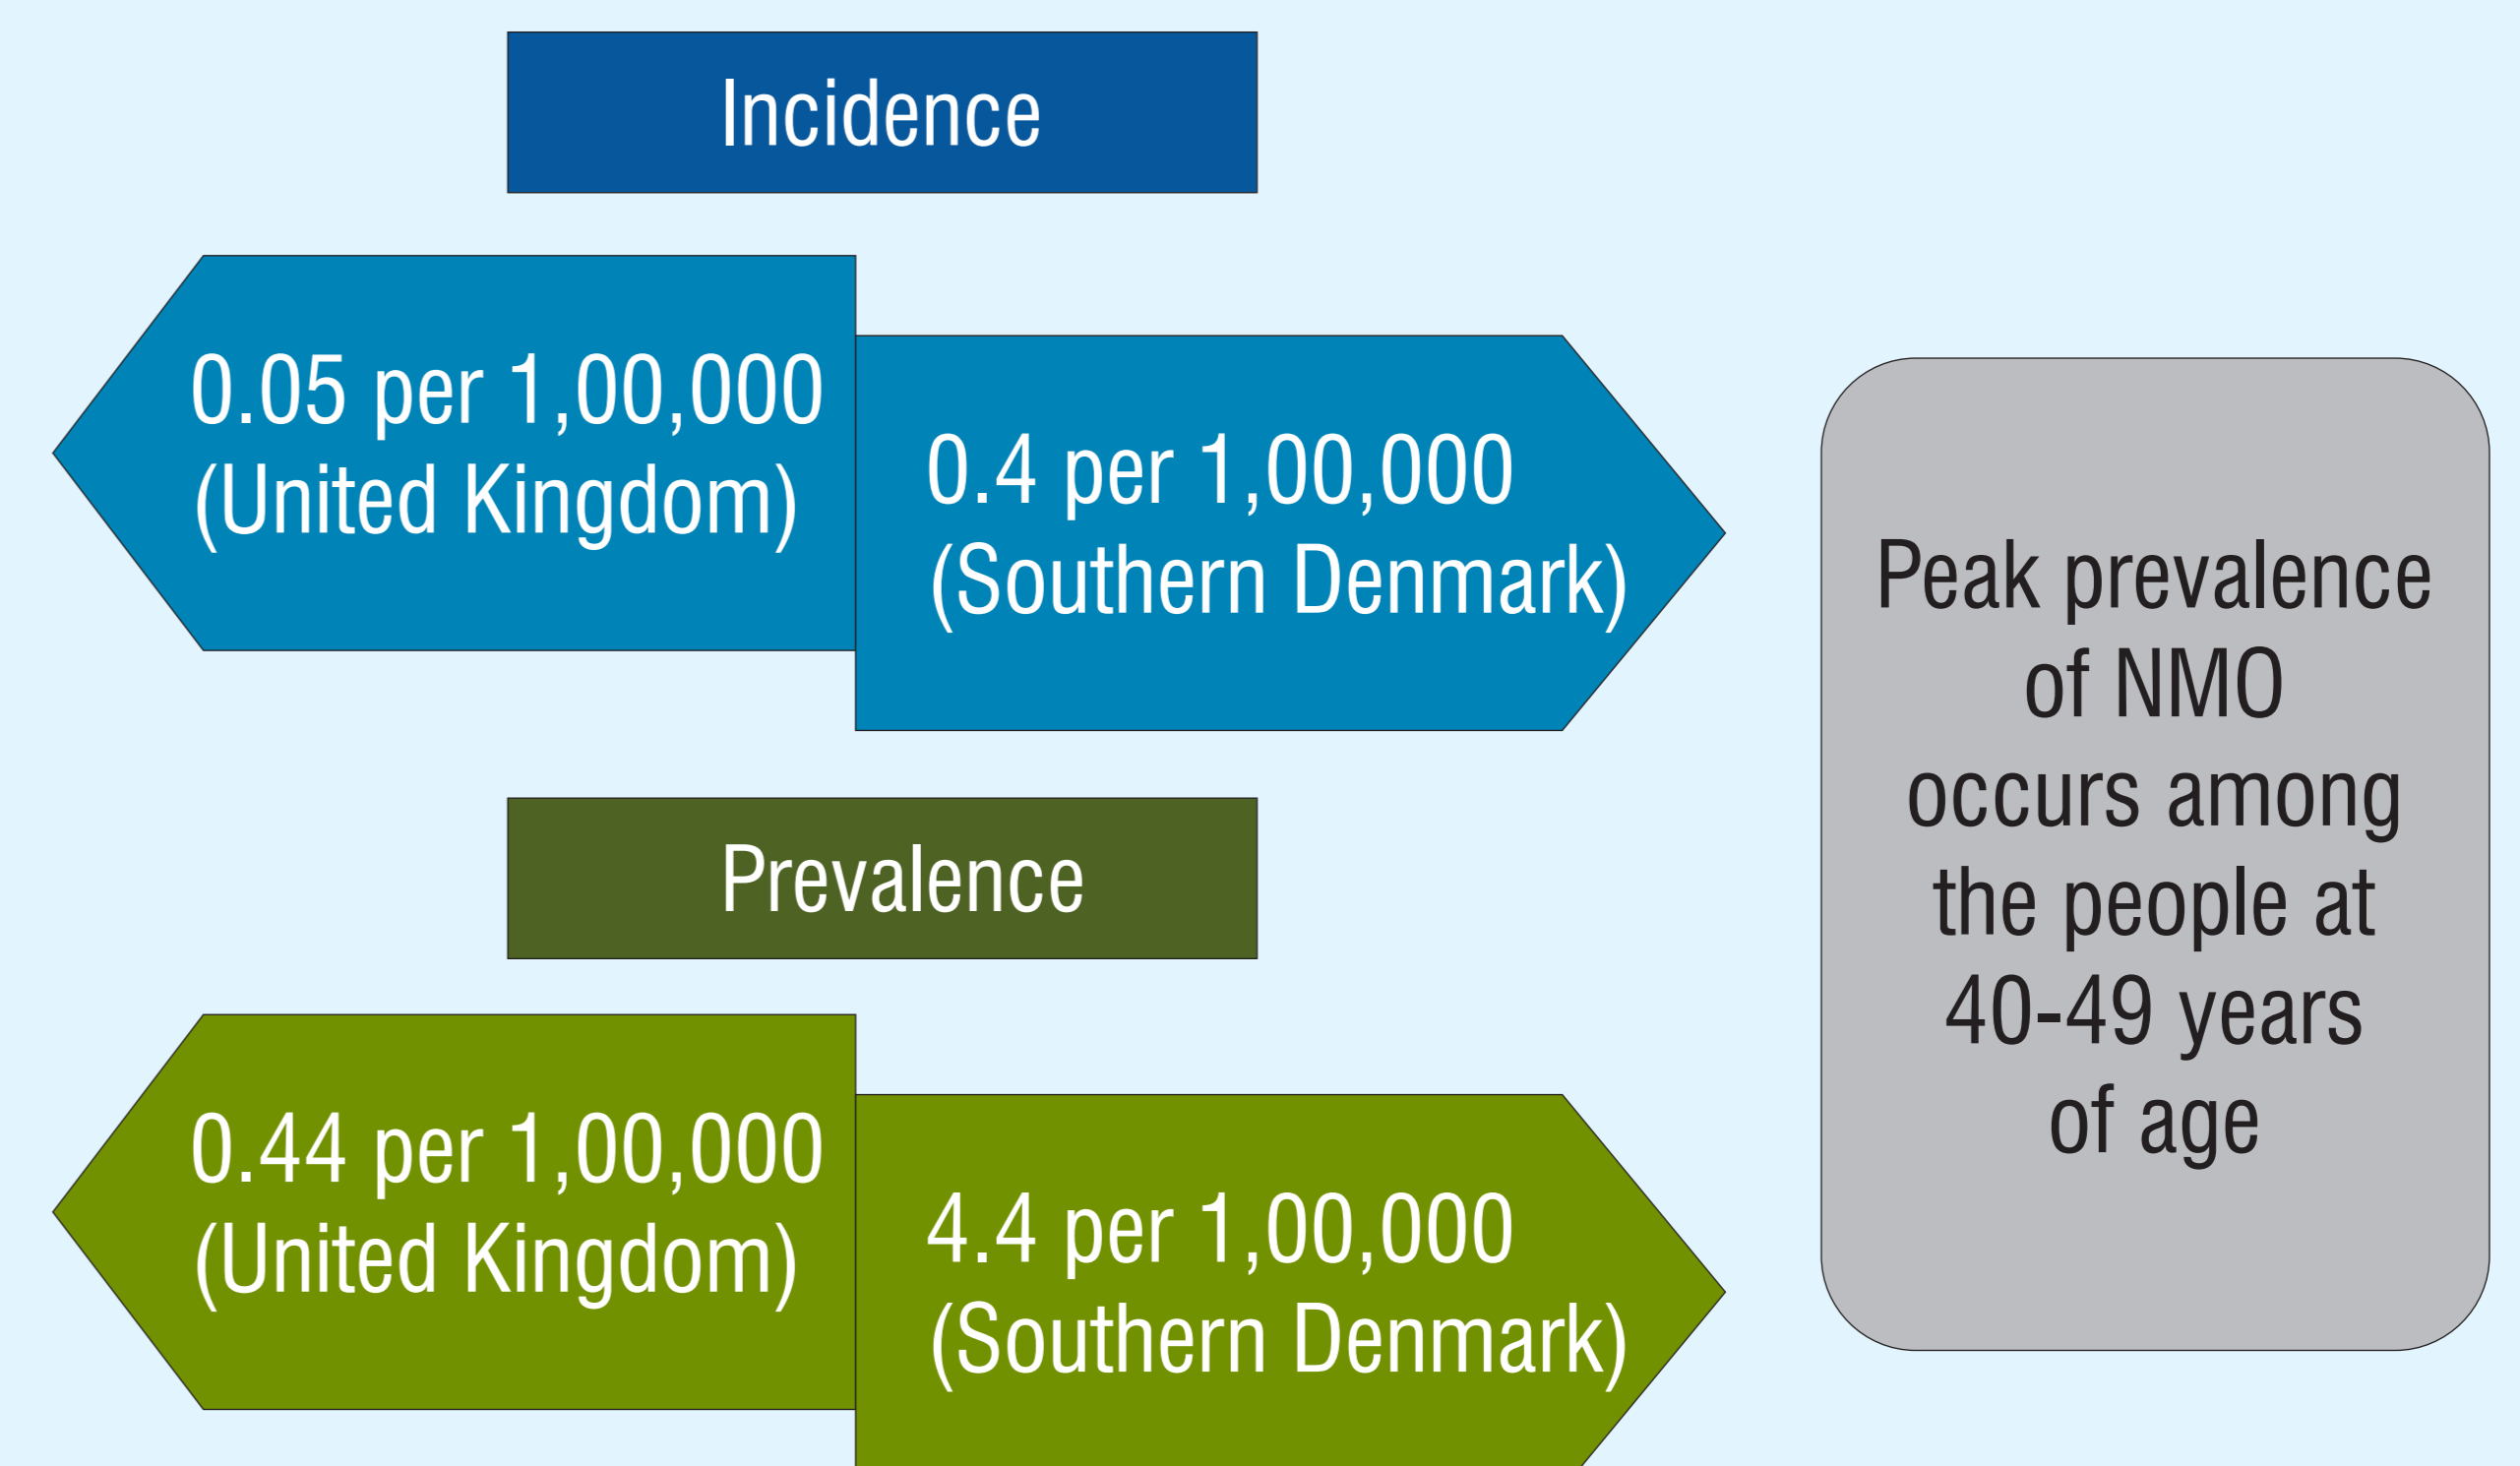 Incidence
0.05 per 1,00,000
(United Kingdom)
0.4 per 1,00,000
(Southern Denmark)
Prevalence
0.44 per 1,00,000
(United Kingdom)
4.4 per 1,00,000
(Southern Denmark)
Peak prevalence
of NMO
occurs among
the people at
40-49 years
of age